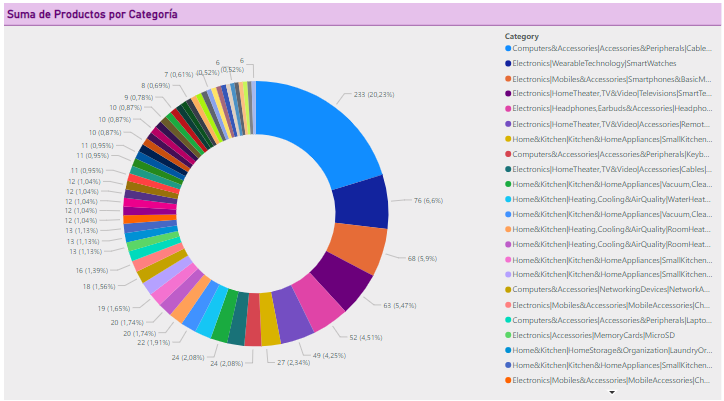 Suma de Productos por Categoría
6
6
7 (0,61%)
(0,52%)
(0,52%)
8 (0,69%)
9 (0,78%)
10 (0,87%)
10 (0,87%)
10 (0,87%)
11 (0,95%)
11 (0,95%)
11 (0,95%)
12 (1,04%)
12 (1,04%)
12 (1,04%)
12 (1,04%)
13 (1,13%)
13 (1,13%)
13 (1,13%)
16 (1,39%)
18 (1,56%)
19 (1,65%)
20 (1,74%)
20 (1,74%)
22 (1,91%)
24 (2,08%)
24 (2,08%)
27 (2,34%)
49 (4,25%)
52 (4,51%)
63 (5,47%)
68 (5,9%)
76 (6,6%)
233 (20,23%)
Category
Computers&Accessories|Accessories&Peripherals|Cable...
Electronics|WearableTechnology|SmartWatches
Electronics|Mobiles&Accessories|Smartphones&BasicM...
Electronics|HomeTheater,TV&Video|Televisions|SmartTe...
Electronics|Headphones,Earbuds&Accessories|Headpho...
Electronics|HomeTheater,TV&Video|Accessories|Remot...
Home&Kitchen|Kitchen&HomeAppliances|SmallKitchen...
Computers&Accessories|Accessories&Peripherals|Keyb...
Electronics|HomeTheater,TV&Video|Accessories|Cables|...
Home&Kitchen|Kitchen&HomeAppliances|Vacuum,Clea...
Home&Kitchen|Heating,Cooling&AirQuality|WaterHeat...
Home&Kitchen|Kitchen&HomeAppliances|Vacuum,Clea...
Home&Kitchen|Heating,Cooling&AirQuality|RoomHeat...
Home&Kitchen|Heating,Cooling&AirQuality|RoomHeat...
Home&Kitchen|Kitchen&HomeAppliances|SmallKitchen...
Home&Kitchen|Kitchen&HomeAppliances|SmallKitchen...
Computers&Accessories|NetworkingDevices|NetworkA...
Electronics|Mobiles&Accessories|MobileAccessories|Ch...
Computers&Accessories|Accessories&Peripherals|Lapto...
Electronics|Accessories|MemoryCards|MicroSD
Home&Kitchen|HomeStorage&Organization|LaundryOr...
Home&Kitchen|Kitchen&HomeAppliances|SmallKitchen...
Electronics|Mobiles&Accessories|MobileAccessories|Ch...